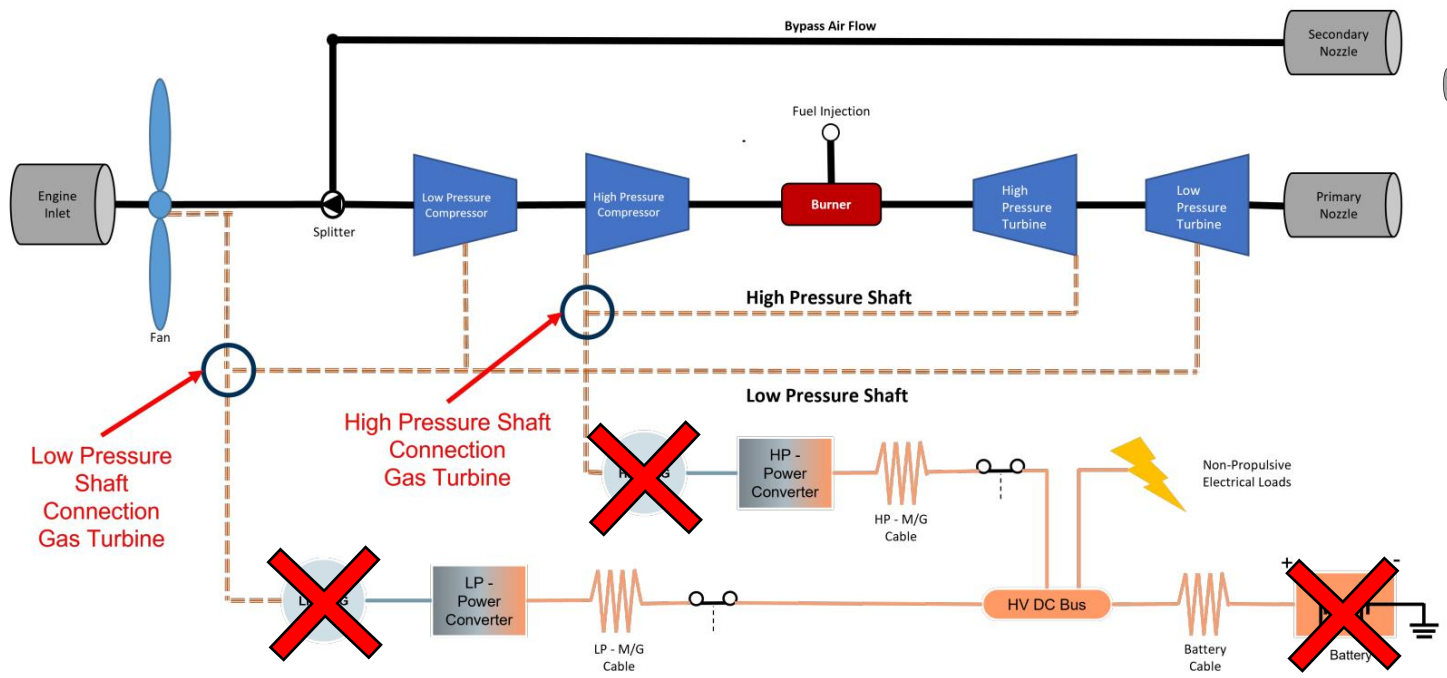 Bypass Air Flow
Secondary
Nozzle
Fuel Injection
Engine
Inlet
Low Pressure
Compressor
High Pressure
Compressor
Burner
High
Pressure
Turbine
Low
Pressure
Turbine
Primary
Nozzle
Splitter
Fan
High Pressure Shaft
Low Pressure Shaft
High Pressure Shaft
Connection
Gas Turbine
Low Pressure
Shaft
Connection
Gas Turbine
HP -
Power
Converter
HP - M/G
Cable
Non-Propulsive
Electrical Loads
LP -
Power
Converter
LP - M/G
Cable
HV DC Bus
Battery
Cable
+ -
Battery